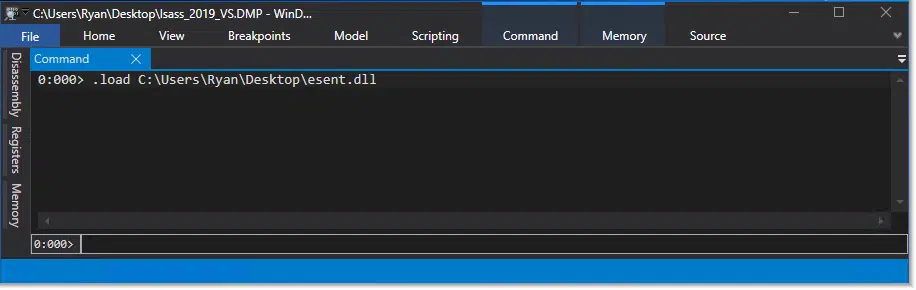 C:\Users\Ryan\Desktop\lsass_2019_VS.DMP - WinD...
File Home View Breakpoints Model Scripting Command Memory Source
Command
Disassembly
Registers
Memory
0:000> .load C:\Users\Ryan\Desktop\esent.dll
0:000>